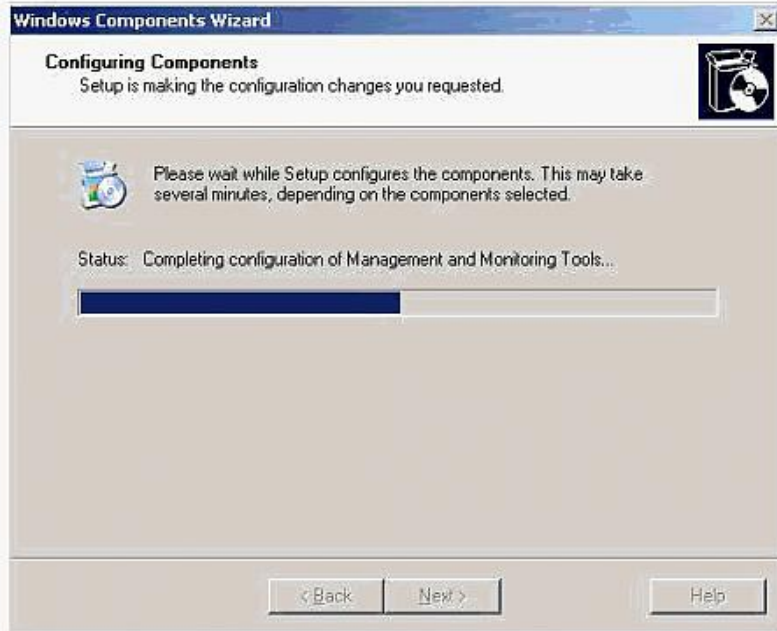 Windows Components Wizard
Configuring Components
Setup is making the configuration changes you requested.
Please wait while Setup configures the components. This may take
several minutes, depending on the components selected.
Status: Completing configuration of Management and Monitoring Tools...
< Back Next > Help